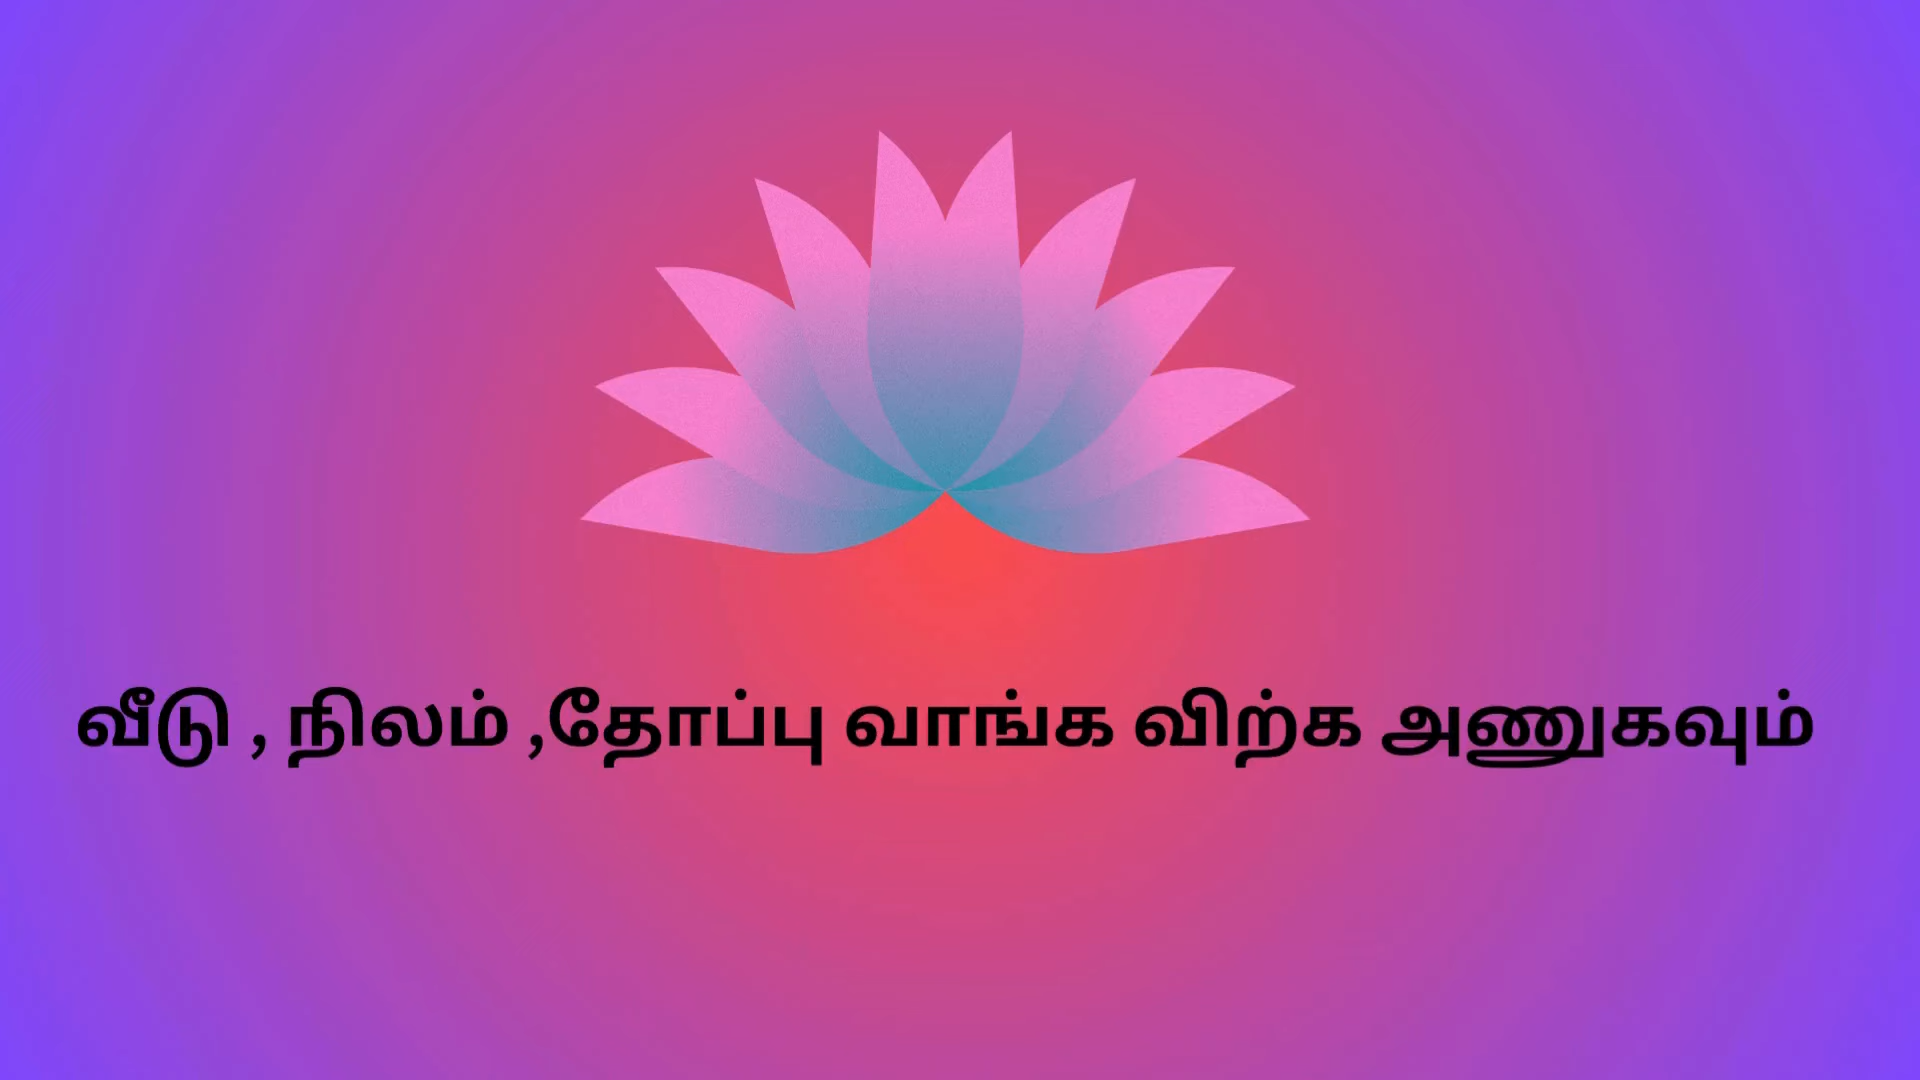 வீடு , நிலம் ,தோப்பு வாங்க விற்க அணுகவும்